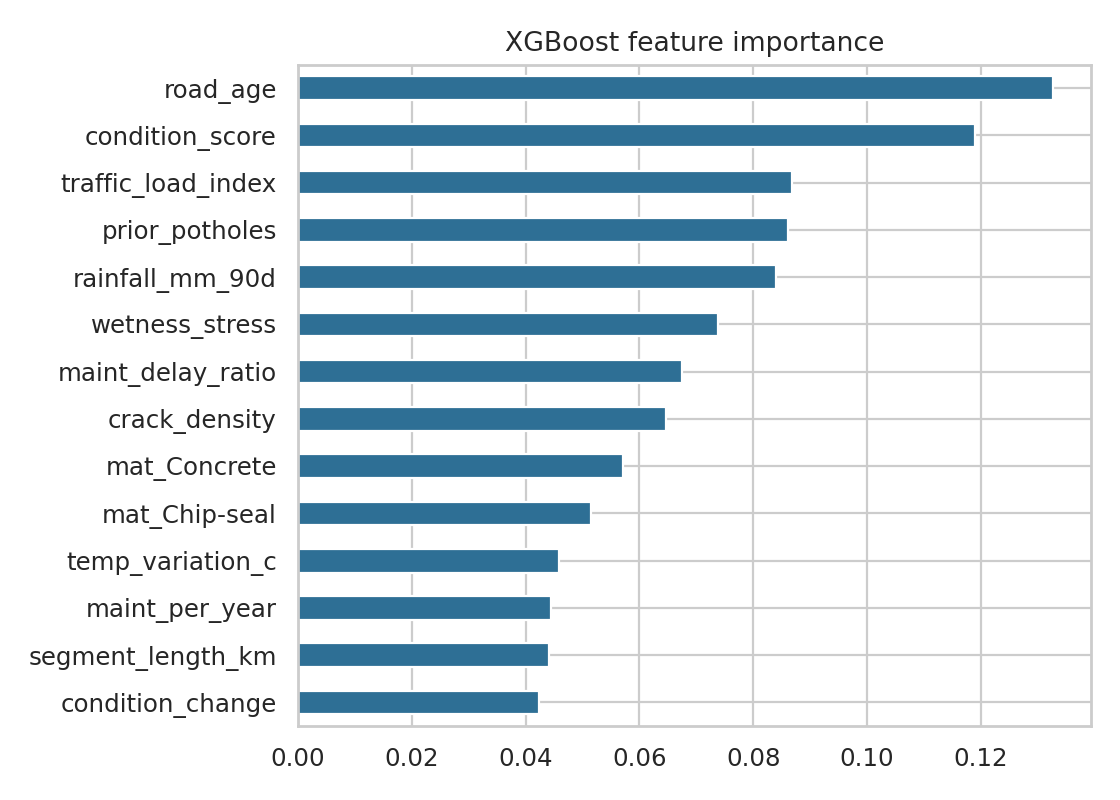 XGBoost feature importance
road_age
condition_score
traffic_load_index
prior_potholes
rainfall_mm_90d
wetness_stress
maint_delay_ratio
crack_density
mat_Concrete
mat_Chip-seal
temp_variation_c
maint_per_year
segment_length_km
condition_change
0.00 0.02 0.04 0.06 0.08 0.10 0.12